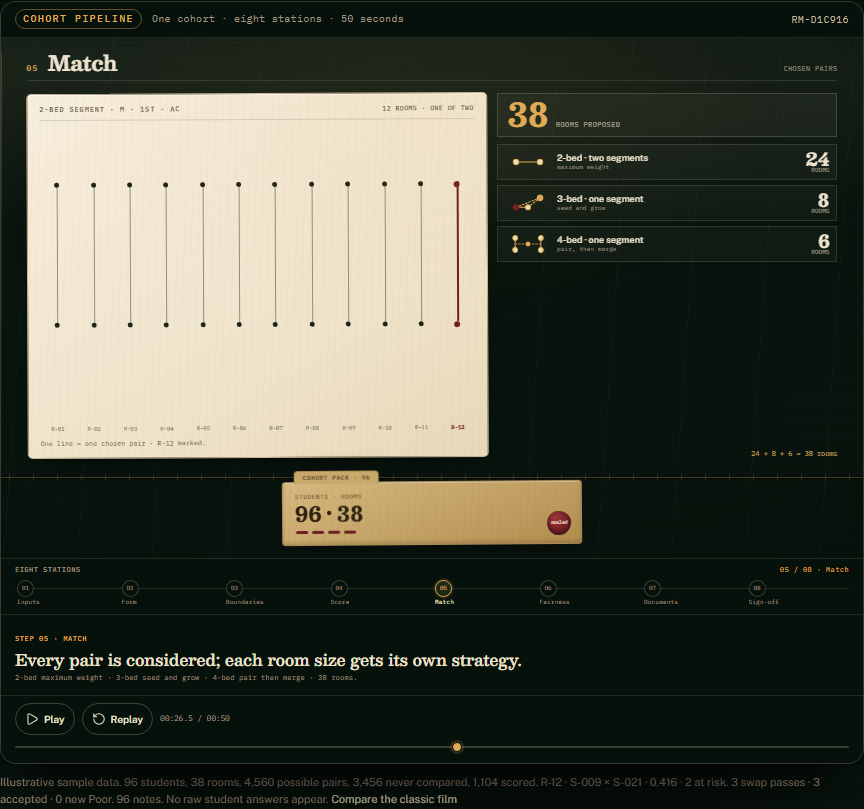 COHORT PIPELINE One cohort · eight stations · 50 seconds RM-D1C916
05 Match CHOSEN PAIRS
2-BED SEGMENT · M · 1ST · AC 12 ROOMS · ONE OF TWO
R-01 R-02 R-03 R-04 R-05 R-06 R-07 R-08 R-09 R-10 R-11 R-12
One line = one chosen pair · R-12 marked.
38 ROOMS PROPOSED
2-bed · two segments
maximum weight
24
ROOMS
3-bed · one segment
seed and grow
8
ROOMS
4-bed · one segment
pair, then merge
6
ROOMS
24 + 8 + 6 = 38 rooms
COHORT PACK · 96
STUDENTS · ROOMS
96 · 38
sealed
EIGHT STATIONS 05 / 08 · Match
01 02 03 04 05 06 07 08
Inputs Form Boundaries Score Match Fairness Documents Sign-off
STEP 05 · MATCH
Every pair is considered; each room size gets its own strategy.
2-bed maximum weight · 3-bed seed and grow · 4-bed pair then merge · 38 rooms.
Play Replay 00:26.5 / 00:50
Illustrative sample data. 96 students, 38 rooms, 4,560 possible pairs, 3,456 never compared, 1,104 scored. R-12 · S-009 × S-021 · 0.416 · 2 at risk. 3 swap passes · 3
accepted · 0 new Poor. 96 notes. No raw student answers appear. Compare the classic film